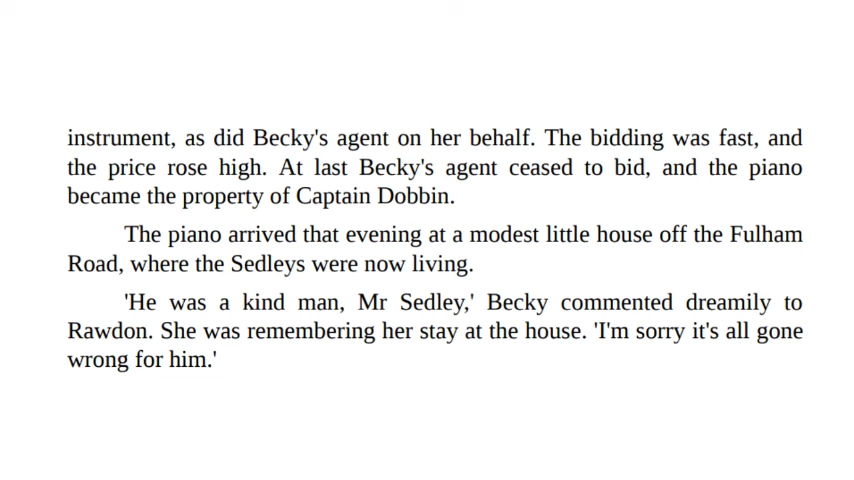 instrument, as did Becky's agent on her behalf. The bidding was fast, and
the price rose high. At last Becky's agent ceased to bid, and the piano
became the property of Captain Dobbin.
The piano arrived that evening at a modest little house off the Fulham
Road, where the Sedleys were now living.
'He was a kind man, Mr Sedley,' Becky commented dreamily to
Rawdon. She was remembering her stay at the house. 'I'm sorry it's all gone
wrong for him.'